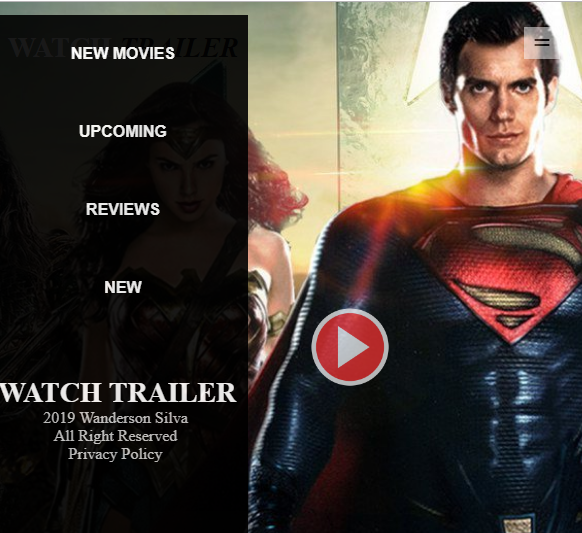 WATCH TRAILER
NEW MOVIES
UPCOMING
REVIEWS
NEW
WATCH TRAILER
2019 Wanderson Silva
All Right Reserved
Privacy Policy